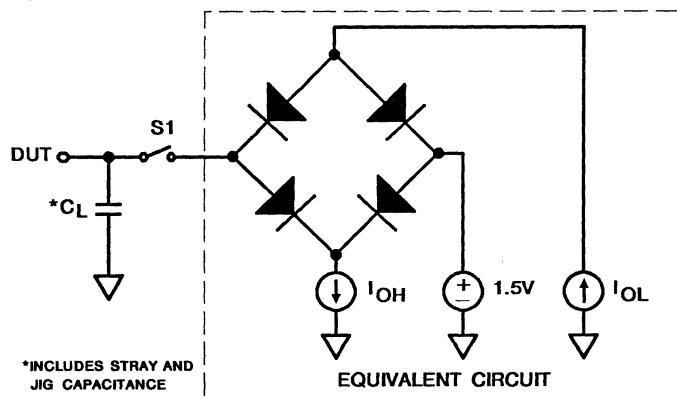 S1
DUT
*CL
IOH
+
−
1.5V
IOL
*INCLUDES STRAY AND
JIG CAPACITANCE
EQUIVALENT CIRCUIT